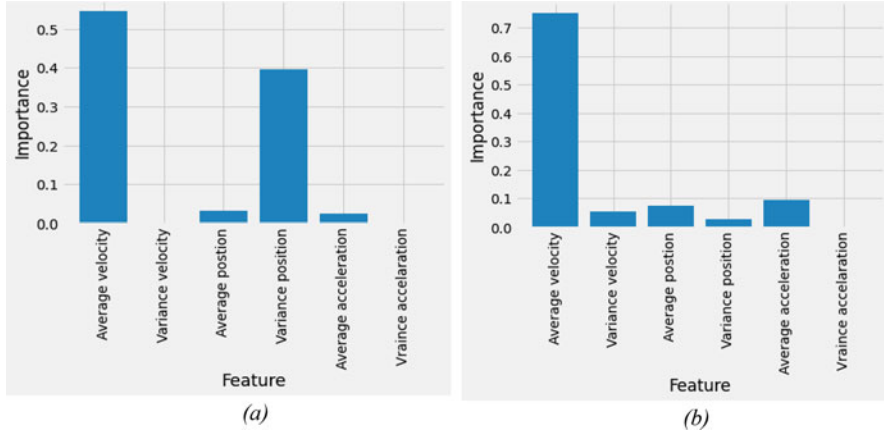 0.5
0.4
0.3
0.2
0.1
0.0
Importance
Average velocity
Variance velocity
Average postion
Variance position
Average acceleration
Vraince accelaration
Feature
(a)
0.7
0.6
0.5
0.4
0.3
0.2
0.1
0.0
Importance
Average velocity
Variance velocity
Average postion
Variance position
Average acceleration
Vraince accelaration
Feature
(b)